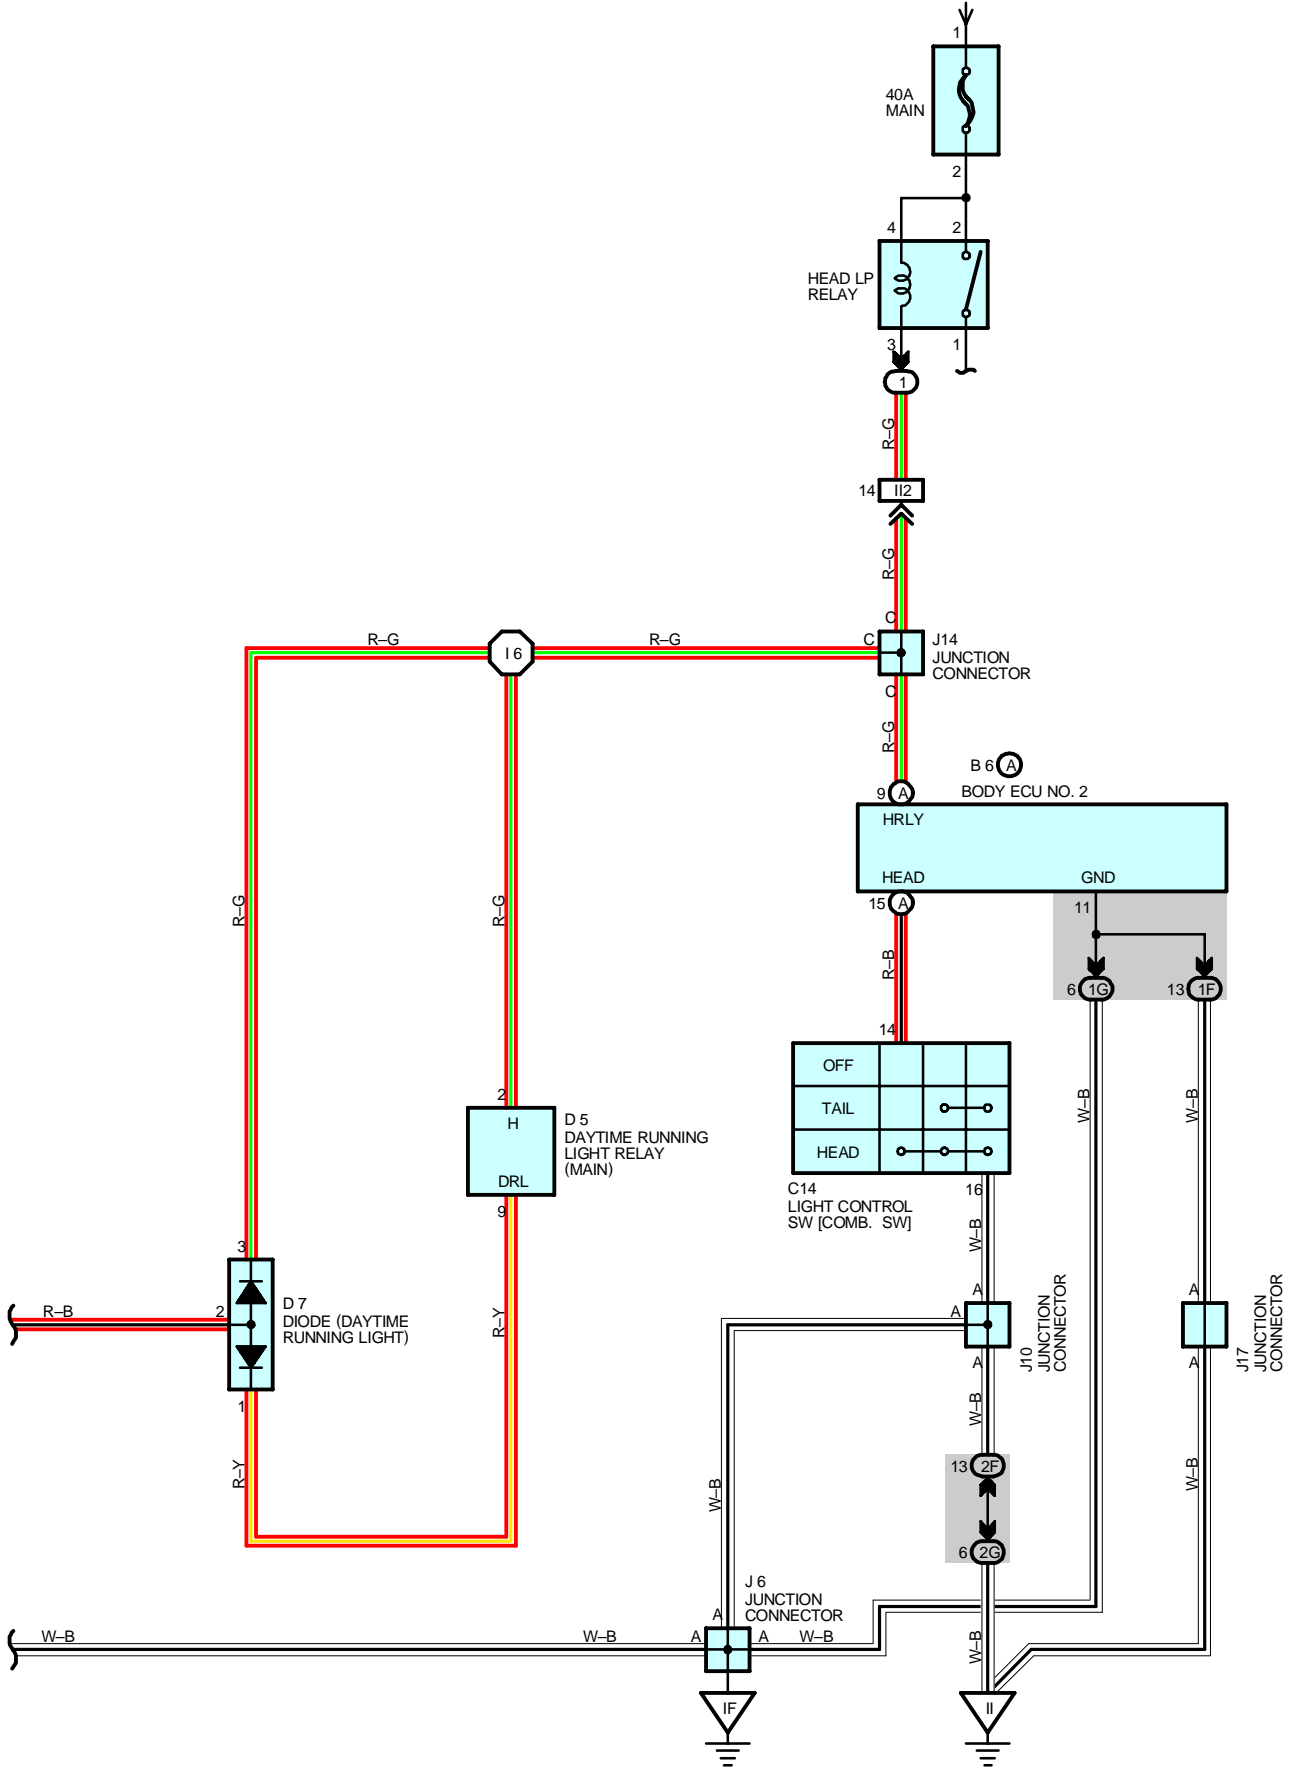 1
40A
MAIN
2
4
2
HEAD LP
RELAY
3
1
1
R–G
14
II2
R–G
C
R–G
I 6
R–G
C
J14
JUNCTION
CONNECTOR
C
R–G
B 6
A
9
A
BODY ECU NO. 2
HRLY
HEAD
GND
R–G
R–G
15
A
11
R–B
6
1G
13
1F
14
OFF
TAIL
HEAD
W–B
W–B
2
H
DRL
D 5
DAYTIME RUNNING
LIGHT RELAY
(MAIN)
9
16
C14
LIGHT CONTROL
SW [COMB. SW]
W–B
3
R–B
2
D 7
DIODE (DAYTIME
RUNNING LIGHT)
R–Y
1
A
A
A
J10
JUNCTION
CONNECTOR
A
A
J17
JUNCTION
CONNECTOR
W–B
R–Y
W–B
13
2F
W–B
6
2G
J 6
JUNCTION
CONNECTOR
A
W–B
W–B
A
A
W–B
W–B
IF
II